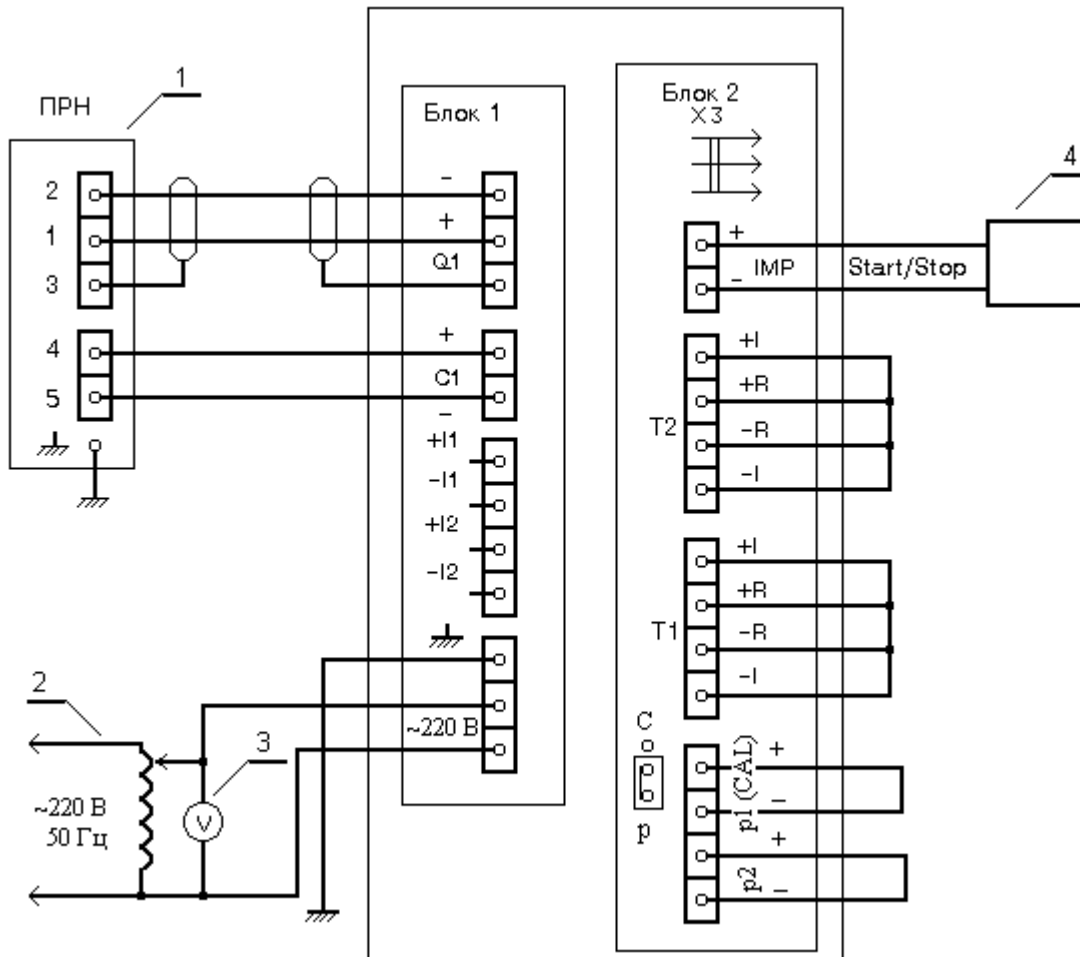 ПРН
1
2
1
3
4
5
Блок 1
-
+
Q1
+
C1
-
+I1
-I1
+I2
-I2
~220 В
2
3
V
~220 В
50 Гц
Блок 2
X3
+
IMP
-
Start/Stop
4
T2
+I
+R
-R
-I
T1
+I
+R
-R
-I
C
p
p1 (CAL)
+
-
p2
+
-